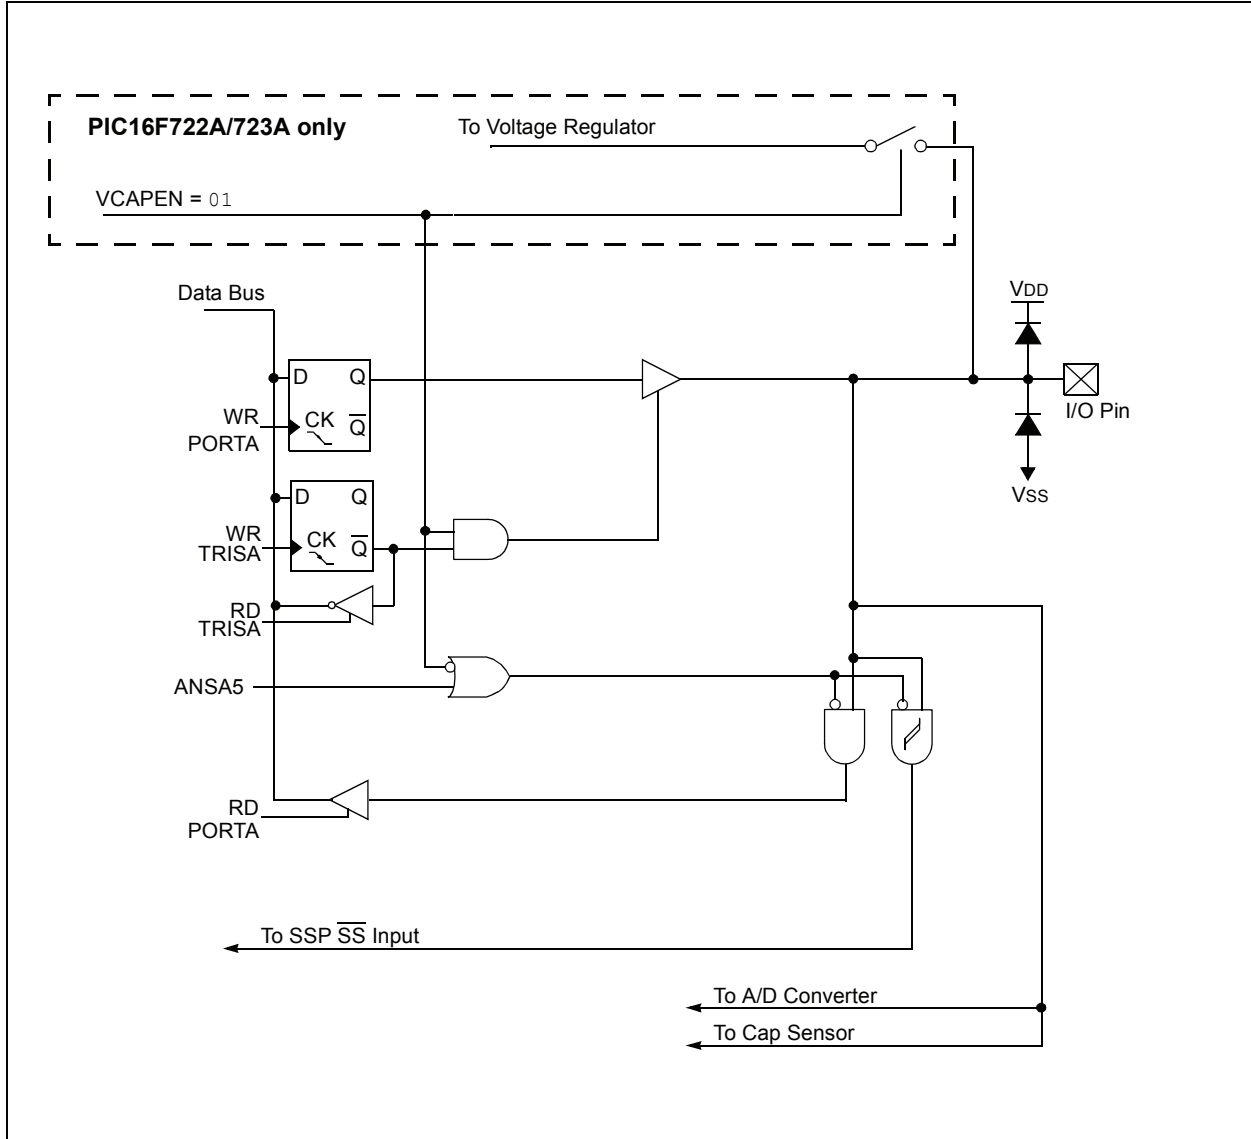 PIC16F722A/723A only
To Voltage Regulator
VCAPEN = 01
Data Bus
VDD
D Q
WR
PORTA
CK Q̅
I/O Pin
D Q
VSS
WR
TRISA
CK Q̅
RD
TRISA
ANSA5
RD
PORTA
To SSP S̅S̅ Input
To A/D Converter
To Cap Sensor